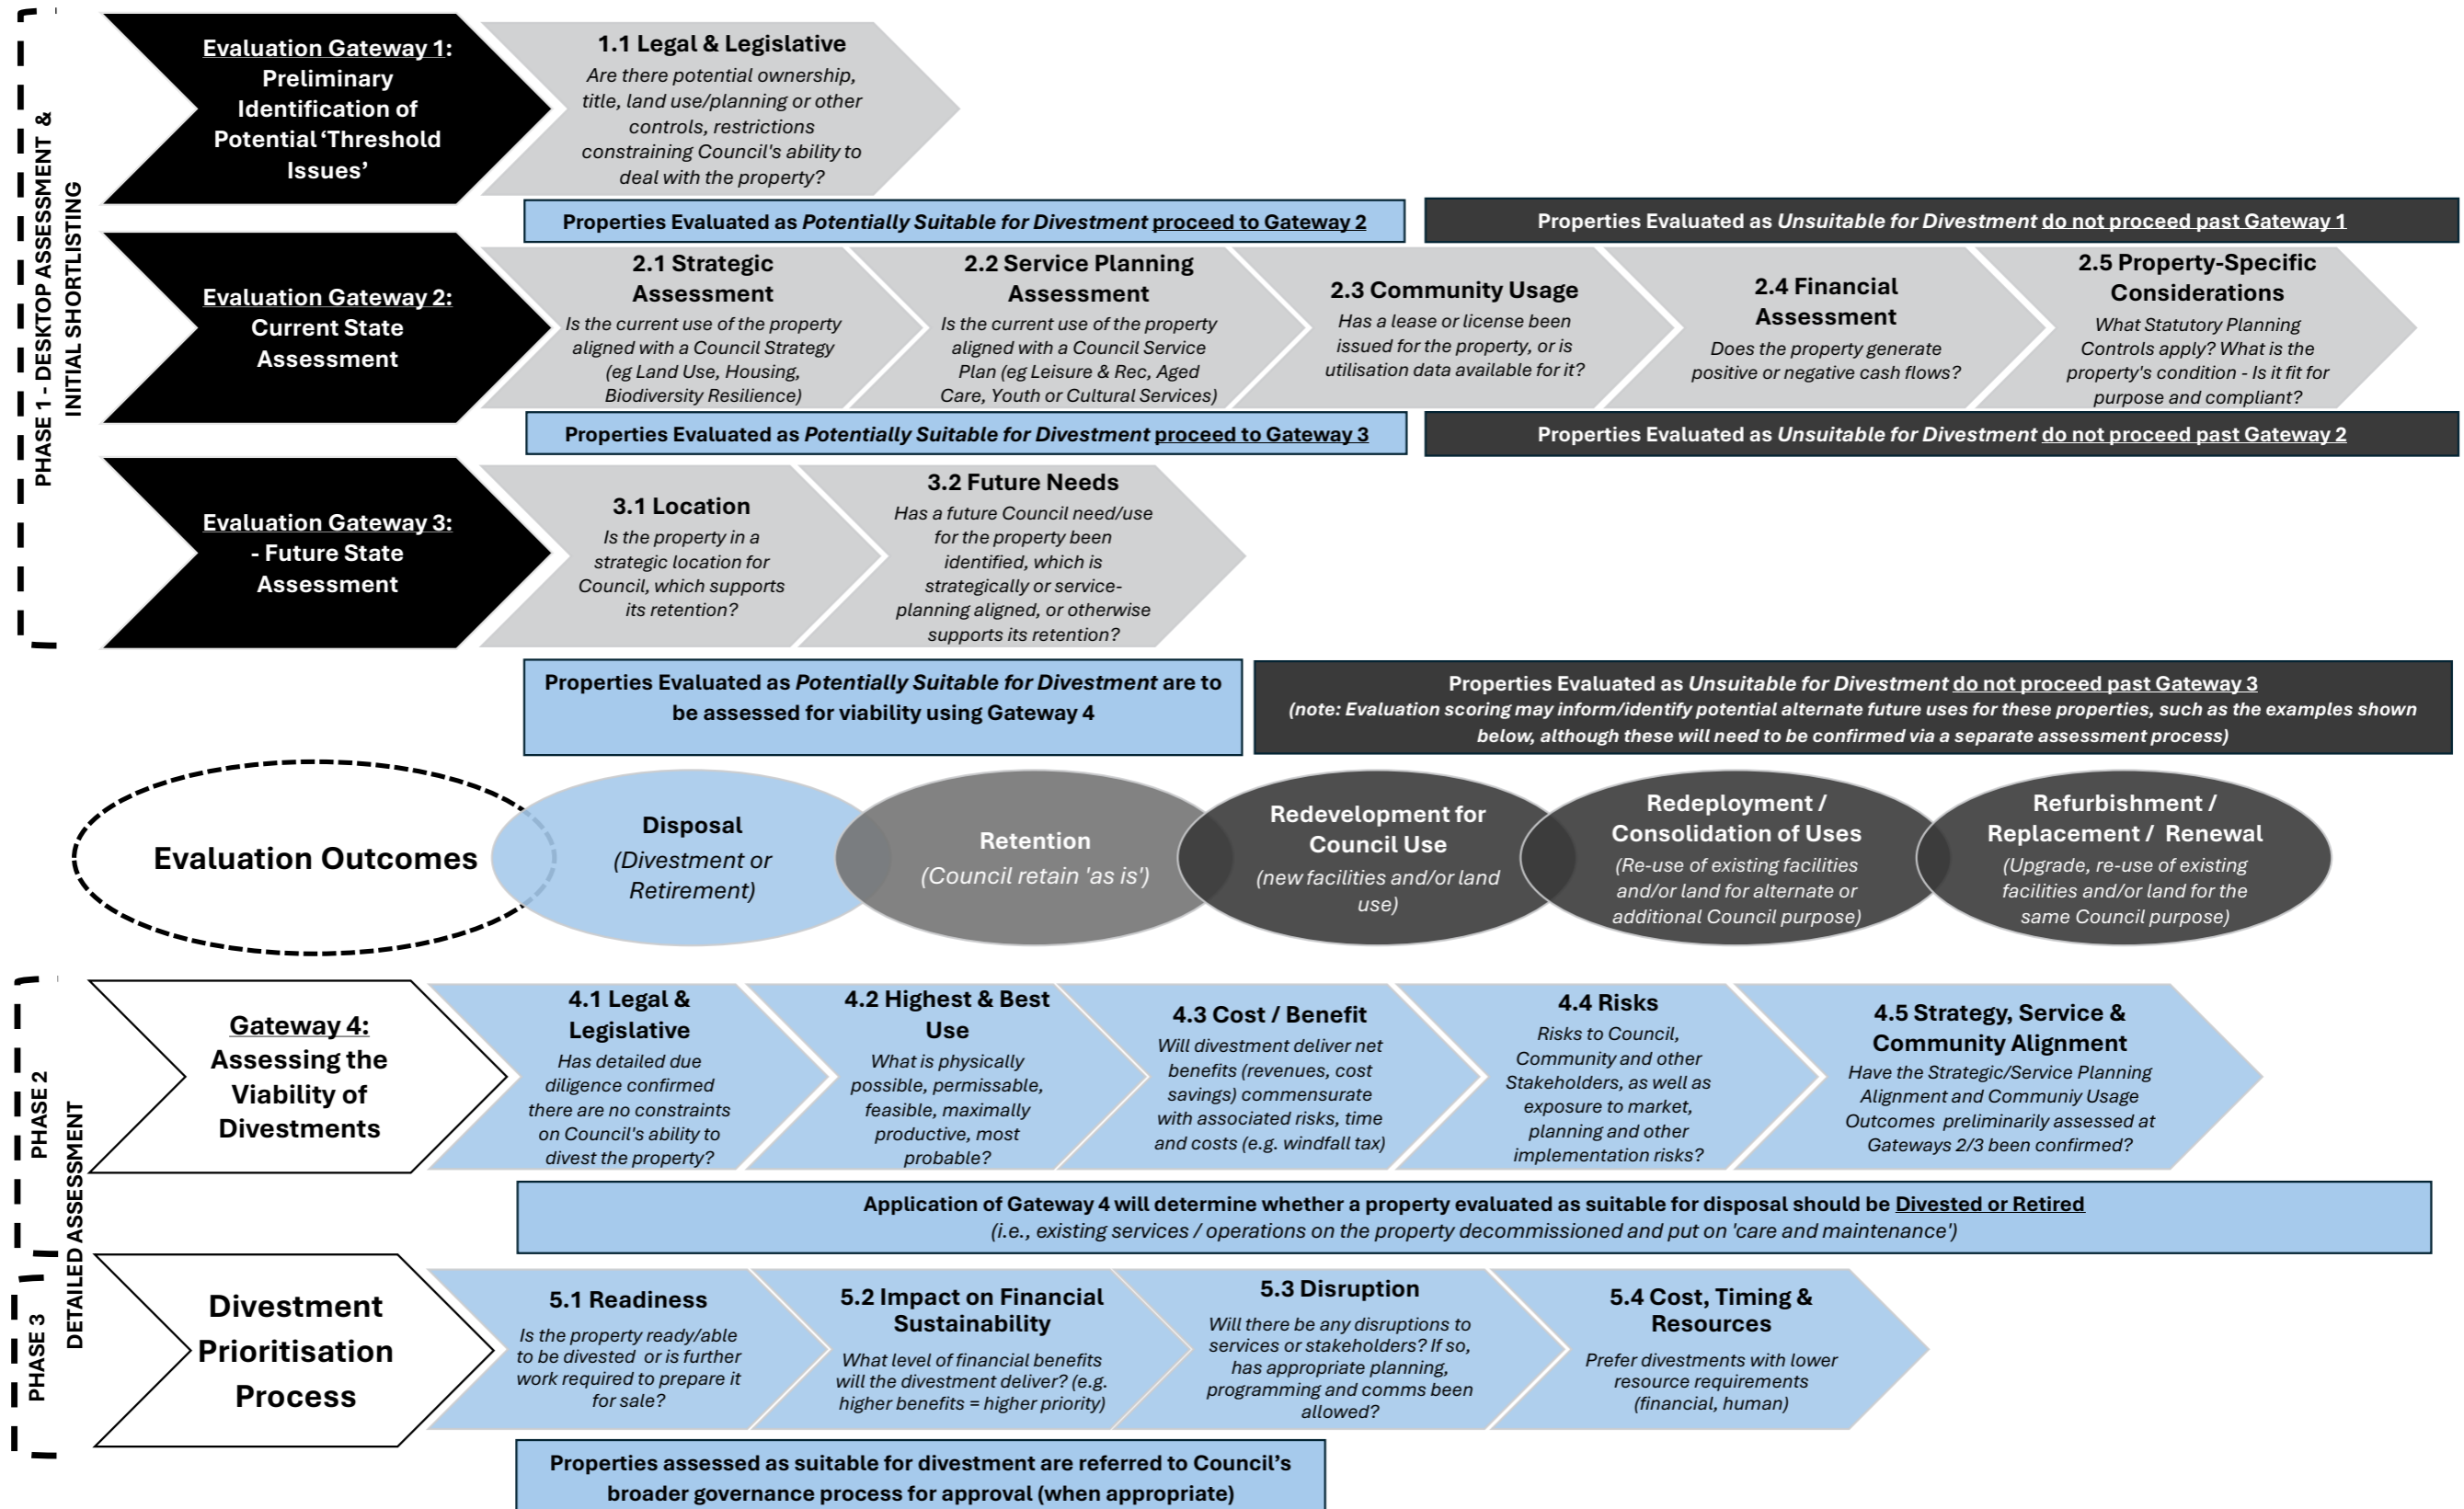 PHASE 1 - DESKTOP ASSESSMENT &
INITIAL SHORTLISTING
Evaluation Gateway 1:
Preliminary
Identification of
Potential ‘Threshold
Issues’
1.1 Legal & Legislative
Are there potential ownership,
title, land use/planning or other
controls, restrictions
constraining Council's ability to
deal with the property?
Properties Evaluated as Potentially Suitable for Divestment proceed to Gateway 2
Properties Evaluated as Unsuitable for Divestment do not proceed past Gateway 1
Evaluation Gateway 2:
Current State
Assessment
2.1 Strategic
Assessment
Is the current use of the property
aligned with a Council Strategy
(eg Land Use, Housing,
Biodiversity Resilience)
2.2 Service Planning
Assessment
Is the current use of the property
aligned with a Council Service
Plan (eg Leisure & Rec, Aged
Care, Youth or Cultural Services)
2.3 Community Usage
Has a lease or license been
issued for the property, or is
utilisation data available for it?
2.4 Financial
Assessment
Does the property generate
positive or negative cash flows?
2.5 Property-Specific
Considerations
What Statutory Planning
Controls apply? What is the
property's condition - Is it fit for
purpose and compliant?
Properties Evaluated as Potentially Suitable for Divestment proceed to Gateway 3
Properties Evaluated as Unsuitable for Divestment do not proceed past Gateway 2
Evaluation Gateway 3:
- Future State
Assessment
3.1 Location
Is the property in a
strategic location for
Council, which supports
its retention?
3.2 Future Needs
Has a future Council need/use
for the property been
identified, which is
strategically or service-
planning aligned, or otherwise
supports its retention?
Properties Evaluated as Potentially Suitable for Divestment are to
be assessed for viability using Gateway 4
Properties Evaluated as Unsuitable for Divestment do not proceed past Gateway 3
(note: Evaluation scoring may inform/identify potential alternate future uses for these properties, such as the examples shown
below, although these will need to be confirmed via a separate assessment process)
Evaluation Outcomes
Disposal
(Divestment or
Retirement)
Retention
(Council retain 'as is')
Redevelopment for
Council Use
(new facilities and/or land
use)
Redeployment /
Consolidation of Uses
(Re-use of existing facilities
and/or land for alternate or
additional Council purpose)
Refurbishment /
Replacement / Renewal
(Upgrade, re-use of existing
facilities and/or land for the
same Council purpose)
PHASE 2
DETAILED ASSESSMENT
Gateway 4:
Assessing the
Viability of
Divestments
4.1 Legal &
Legislative
Has detailed due
diligence confirmed
there are no constraints
on Council's ability to
divest the property?
4.2 Highest & Best
Use
What is physically
possible, permissable,
feasible, maximally
productive, most
probable?
4.3 Cost / Benefit
Will divestment deliver net
benefits (revenues, cost
savings) commensurate
with associated risks, time
and costs (e.g. windfall tax)
4.4 Risks
Risks to Council,
Community and other
Stakeholders, as well as
exposure to market,
planning and other
implementation risks?
4.5 Strategy, Service &
Community Alignment
Have the Strategic/Service Planning
Alignment and Communiy Usage
Outcomes preliminarily assessed at
Gateways 2/3 been confirmed?
Application of Gateway 4 will determine whether a property evaluated as suitable for disposal should be Divested or Retired
(i.e., existing services / operations on the property decommissioned and put on 'care and maintenance')
PHASE 3
Divestment
Prioritisation
Process
5.1 Readiness
Is the property ready/able
to be divested or is further
work required to prepare it
for sale?
5.2 Impact on Financial
Sustainability
What level of financial benefits
will the divestment deliver? (e.g.
higher benefits = higher priority)
5.3 Disruption
Will there be any disruptions to
services or stakeholders? If so,
has appropriate planning,
programming and comms been
allowed?
5.4 Cost, Timing &
Resources
Prefer divestments with lower
resource requirements
(financial, human)
Properties assessed as suitable for divestment are referred to Council’s
broader governance process for approval (when appropriate)